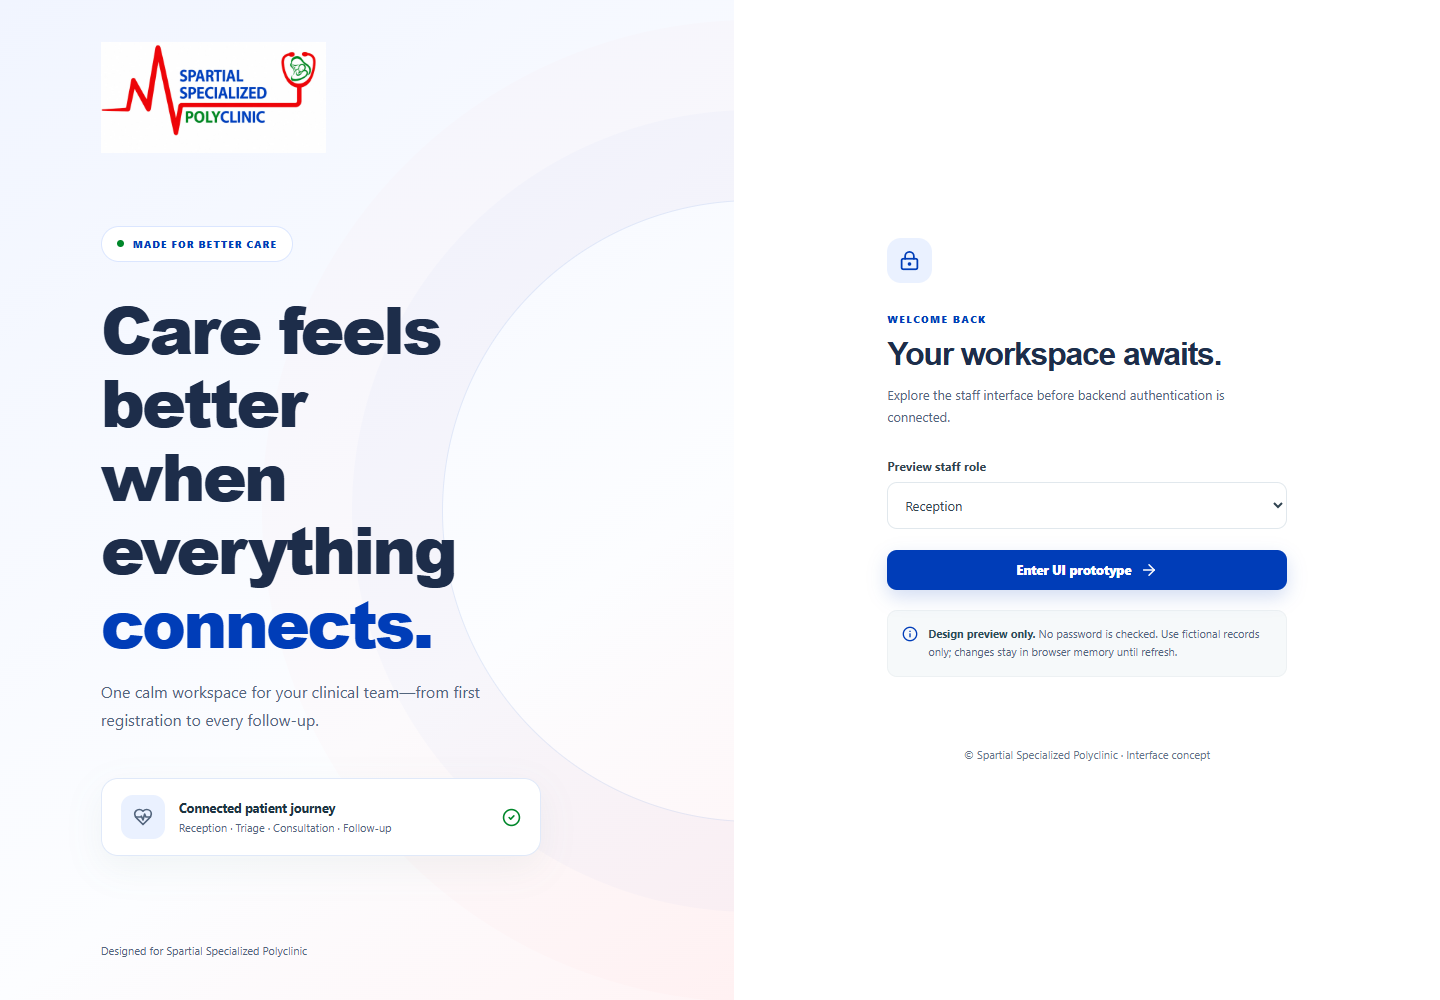 SPARTIAL
SPECIALIZED
POLYCLINIC
MADE FOR BETTER CARE
Care feels
better
when
everything
connects.
One calm workspace for your clinical team—from first
registration to every follow-up.
Connected patient journey
Reception · Triage · Consultation · Follow-up
Designed for Spartial Specialized Polyclinic
WELCOME BACK
Your workspace awaits.
Explore the staff interface before backend authentication is
connected.
Preview staff role
Reception
Enter UI prototype
Design preview only. No password is checked. Use fictional records
only; changes stay in browser memory until refresh.
© Spartial Specialized Polyclinic · Interface concept